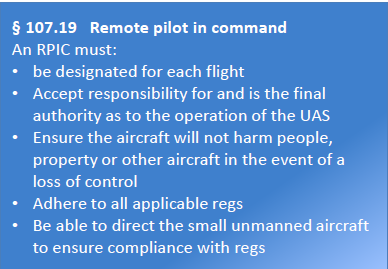 § 107.19 Remote pilot in command
An RPIC must:
• be designated for each flight
• Accept responsibility for and is the final
authority as to the operation of the UAS
• Ensure the aircraft will not harm people,
property or other aircraft in the event of a
loss of control
• Adhere to all applicable regs
• Be able to direct the small unmanned aircraft
to ensure compliance with regs